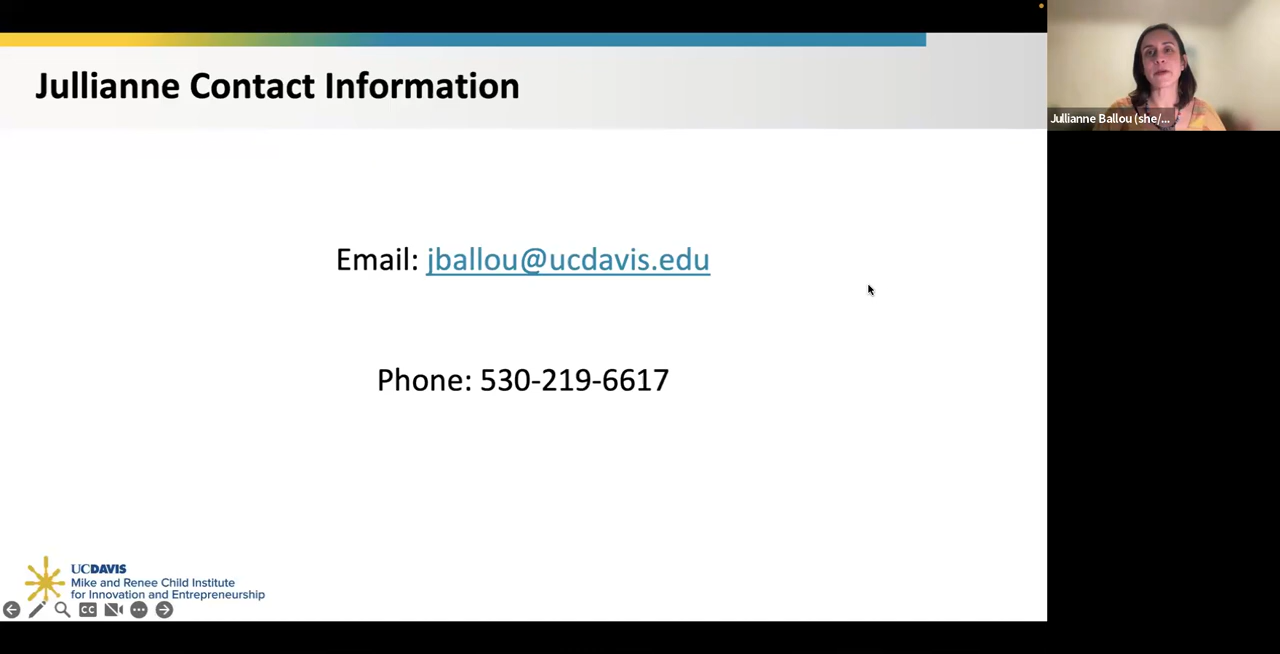 Jullianne Contact Information
Jullianne Ballou (she/...
Email: jballou@ucdavis.edu
Phone: 530-219-6617
UCDAVIS
Mike and Renee Child Institute
for Innovation and Entrepreneurship
CC